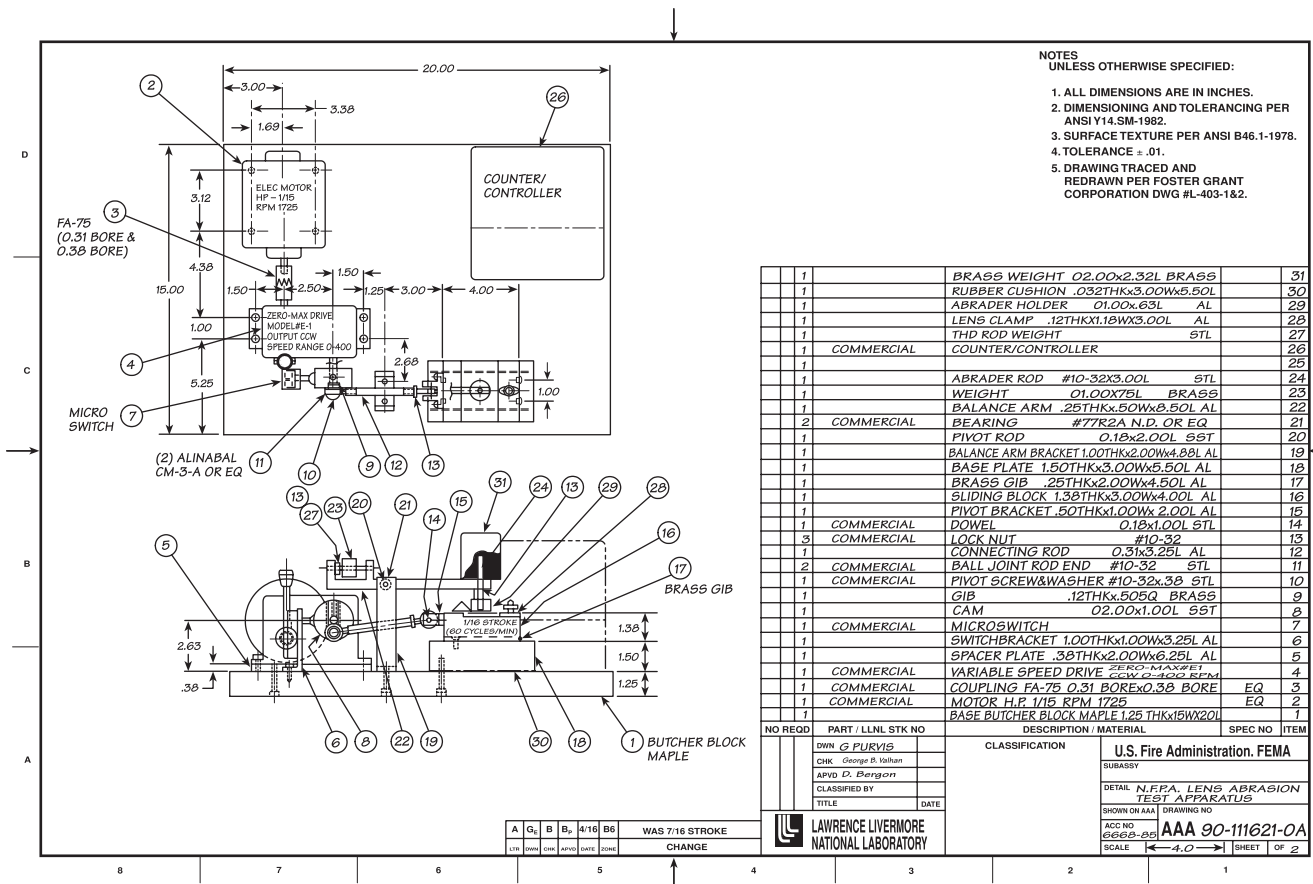 NOTES
UNLESS OTHERWISE SPECIFIED:
1. ALL DIMENSIONS ARE IN INCHES.
2. DIMENSIONING AND TOLERANCING PER
ANSI Y14.SM-1982.
3. SURFACE TEXTURE PER ANSI B46.1-1978.
4. TOLERANCE ± .01.
5. DRAWING TRACED AND
REDRAWN PER FOSTER GRANT
CORPORATION DWG #L-403-1&2.
20.00
3.00
3.38
1.69
2
26
D
D
ELEC MOTOR
HP – 1/15
RPM 1725
COUNTER/
CONTROLLER
3.12
3
FA-75
(0.31 BORE &
0.38 BORE)
4.38
15.00
1.50
1.50
2.50
1.25
3.00
4.00
1.00
ZERO-MAX DRIVE
MODEL#E-1
OUTPUT CCW
SPEED RANGE 0-400
4
2.68
5.25
1.00
C
C
MICRO
SWITCH
7
(2) ALINABAL
CM-3-A OR EQ
11
10
9
12
13
31
24
13
29
28
13
27
23
20
21
15
14
16
5
17
BRASS GIB
B
B
1/16 STROKE
(60 CYCLES/MIN)
1.38
2.63
1.50
.38
1.25
6
8
22
19
30
18
1
BUTCHER BLOCK
MAPLE
A
A
1 BRASS WEIGHT O2.00x2.32L BRASS 31
1 RUBBER CUSHION .032THKx3.00Wx5.50L 30
1 ABRADER HOLDER O1.00x.63L AL 29
1 LENS CLAMP .12THKX1.18WX3.00L AL 28
1 THD ROD WEIGHT STL 27
1 COMMERCIAL COUNTER/CONTROLLER 26
1 25
1 ABRADER ROD #10-32X3.00L STL 24
1 WEIGHT O1.00X75L BRASS 23
1 BALANCE ARM .25THKx.50Wx8.50L AL 22
2 COMMERCIAL BEARING #77R2A N.D. OR EQ 21
1 PIVOT ROD 0.18x2.00L SST 20
1 BALANCE ARM BRACKET 1.00THKx2.00Wx4.88L AL 19
1 BASE PLATE 1.50THKx3.00Wx5.50L AL 18
1 BRASS GIB .25THKx2.00Wx4.50L AL 17
1 SLIDING BLOCK 1.38THKx3.00Wx4.00L AL 16
1 PIVOT BRACKET .50THKx1.00Wx 2.00L AL 15
1 COMMERCIAL DOWEL 0.18x1.00L STL 14
3 COMMERCIAL LOCK NUT #10-32 13
1 CONNECTING ROD 0.31x3.25L AL 12
2 COMMERCIAL BALL JOINT ROD END #10-32 STL 11
1 COMMERCIAL PIVOT SCREW&WASHER #10-32x.38 STL 10
1 GIB .12THKx.505Q BRASS 9
1 CAM O2.00x1.00L SST 8
1 COMMERCIAL MICROSWITCH 7
1 SWITCHBRACKET 1.00THKx1.00Wx3.25L AL 6
1 SPACER PLATE .38THKx2.00Wx6.25L AL 5
1 COMMERCIAL VARIABLE SPEED DRIVE ZERO-MAX#E1 CCW 0-400 RPM 4
1 COMMERCIAL COUPLING FA-75 0.31 BOREx0.38 BORE EQ 3
1 COMMERCIAL MOTOR H.P. 1/15 RPM 1725 EQ 2
1 BASE BUTCHER BLOCK MAPLE 1.25 THKx15WX20L 1
NO REQD PART / LLNL STK NO DESCRIPTION / MATERIAL SPEC NO ITEM
DWN G PURVIS
CHK George B. Valhan
APVD D. Bergon
CLASSIFIED BY
TITLE DATE
CLASSIFICATION
LAWRENCE LIVERMORE
NATIONAL LABORATORY
U.S. Fire Administration. FEMA
SUBASSY
DETAIL N.F.P.A. LENS ABRASION
TEST APPARATUS
SHOWN ON AAA DRAWING NO
ACC NO
6668-85 AAA 90-111621-0A
SCALE 4.0 SHEET OF 2
A GE B BP 4/16 B6 WAS 7/16 STROKE
LTR DWN CHK APVD DATE ZONE CHANGE
8 7 6 5 4 3 2 1